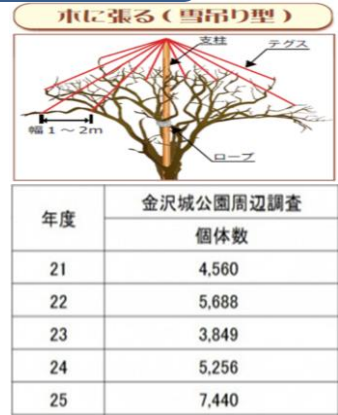 木に張る(雪吊り型)
支柱
テグス
幅1～2m
ロープ
年度 金沢城公園周辺調査
個体数
21 4,560
22 5,688
23 3,849
24 5,256
25 7,440